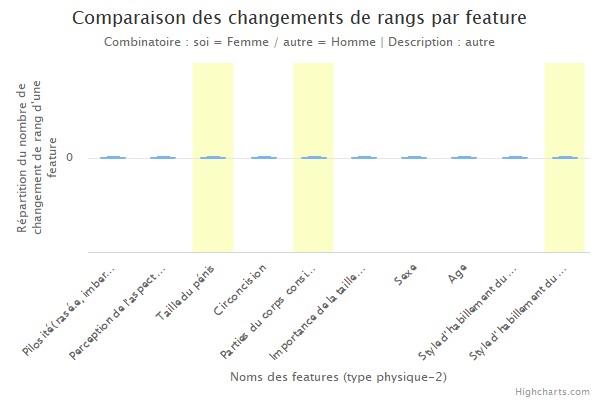 Comparaison des changements de rangs par feature
Combinatoire : soi = Femme / autre = Homme | Description : autre
Répartition du nombre de
changement de rang d'une
feature
0
Pilosité(rasée, imber…
Perception de l'aspect…
Taille du pénis
Circoncision
Parties du corps consi…
Importance de la taille…
Sexe
Age
Style d'habillement du …
Style d'habillement du …
Noms des features (type physique-2)
Highcharts.com